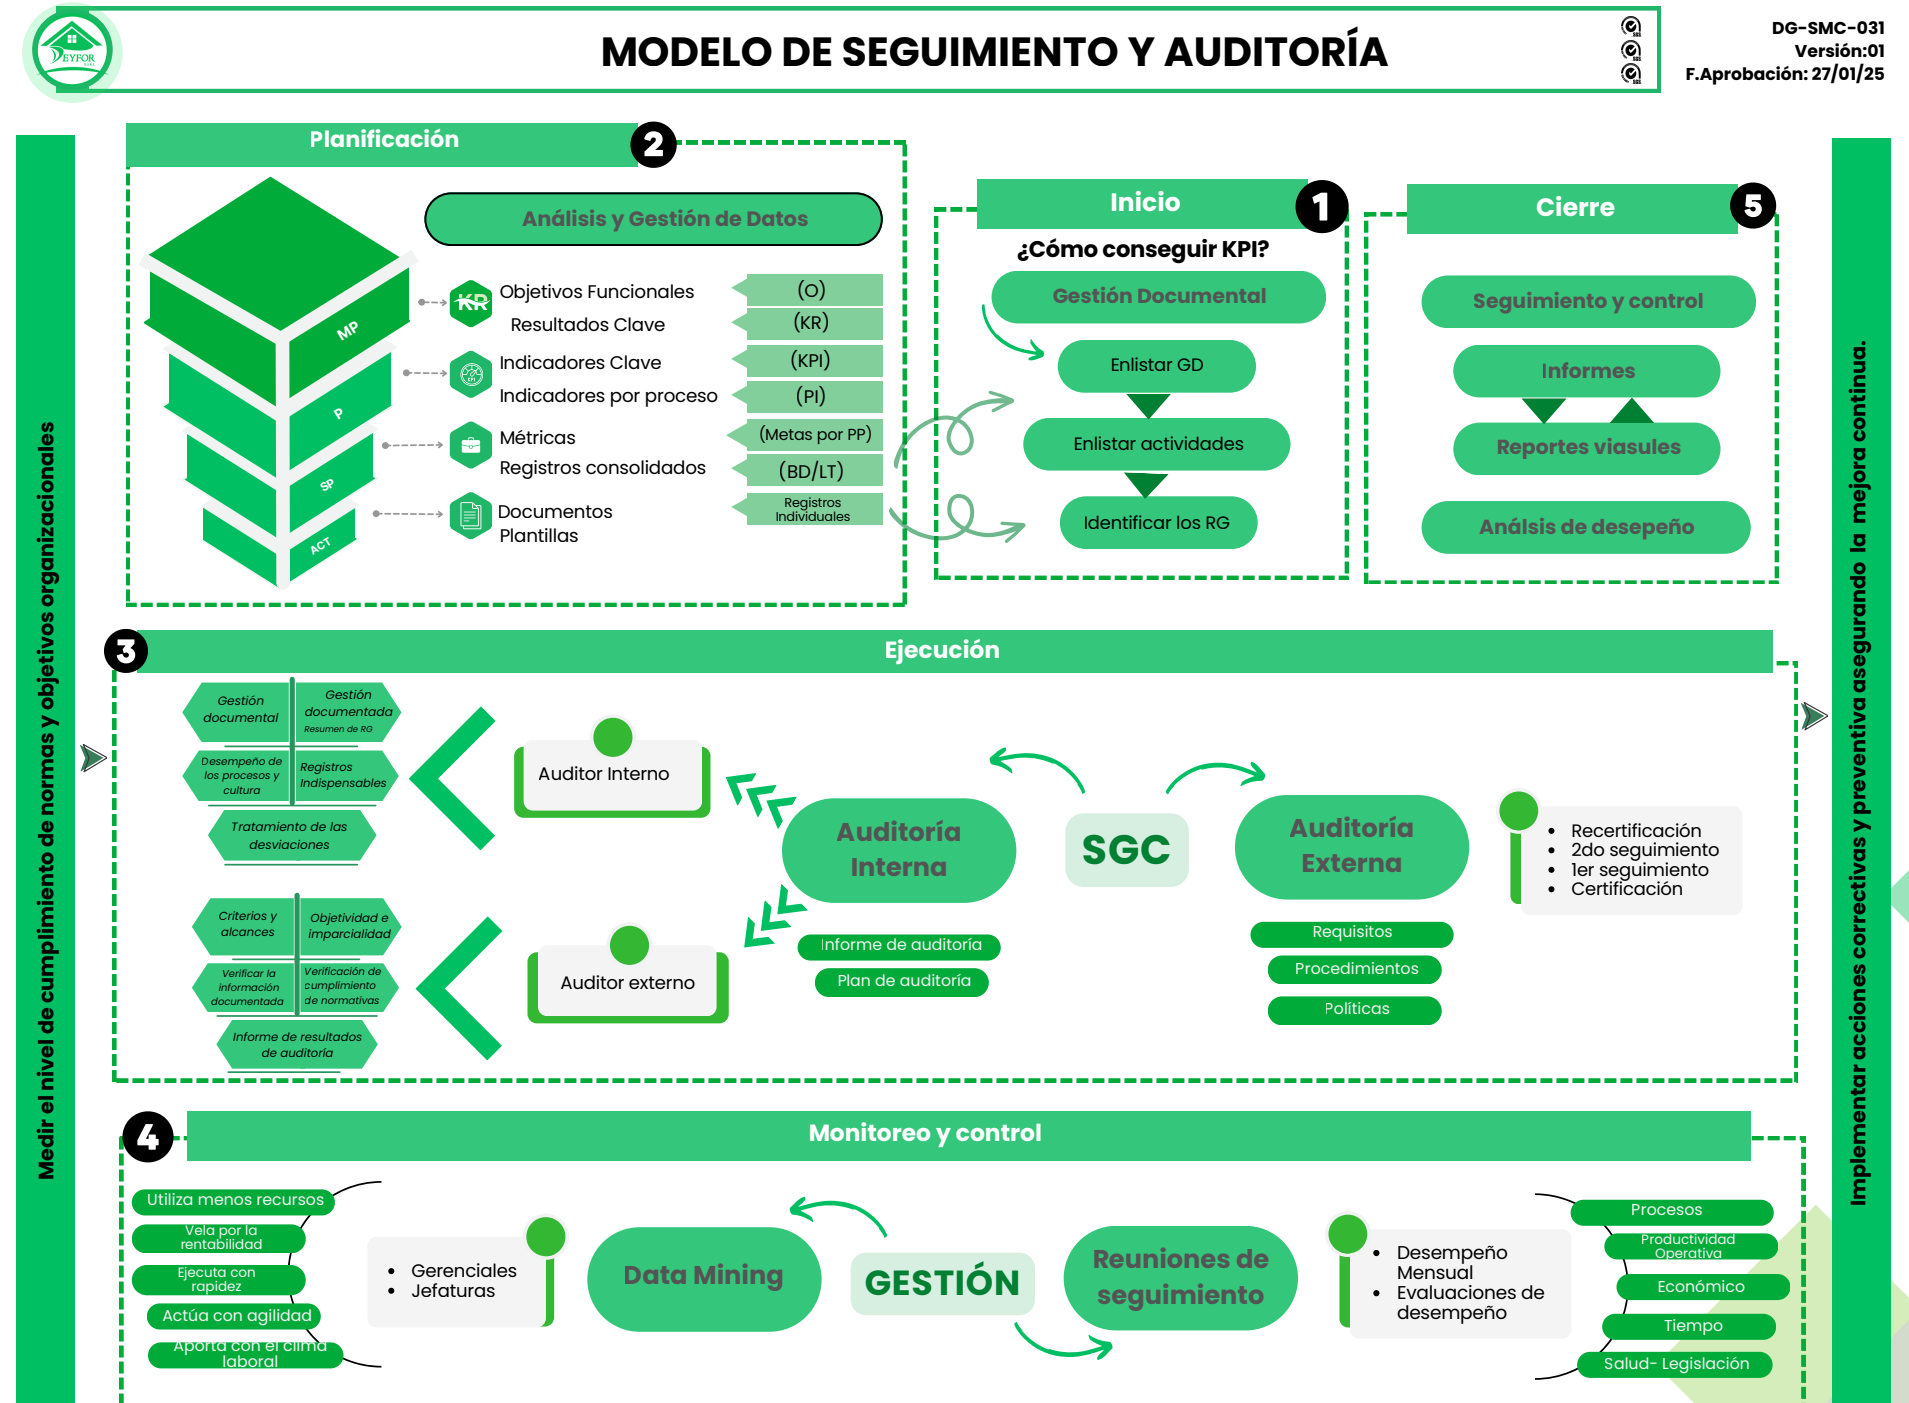 DEYFOR
MODELO DE SEGUIMIENTO Y AUDITORÍA
DG-SMC-031
Versión:01
F.Aprobación: 27/01/25
Medir el nivel de cumplimiento de normas y objetivos organizacionales
Planificación
2
Análisis y Gestión de Datos
MP
P
SP
ACT
KR
Objetivos Funcionales
(O)
Resultados Clave
(KR)
KPI
Indicadores Clave
(KPI)
Indicadores por proceso
(PI)
Métricas
(Metas por PP)
Registros consolidados
(BD/LT)
Documentos
Plantillas
Registros
Individuales
Inicio
1
¿Cómo conseguir KPI?
Gestión Documental
Enlistar GD
Enlistar actividades
Identificar los RG
Cierre
5
Seguimiento y control
Informes
Reportes viasules
Análsis de desepeño
3
Ejecución
Gestión
documental
Gestión
documentada
Resumen de RG
Desempeño de
los procesos y
cultura
Registros
Indispensables
Tratamiento de las
desviaciones
Auditor Interno
Criterios y
alcances
Objetividad e
imparcialidad
Verificar la
información
documentada
Verificación de
cumplimiento
de normativas
Informe de resultados
de auditoría
Auditor externo
Auditoría
Interna
Informe de auditoría
Plan de auditoría
SGC
Auditoría
Externa
Requisitos
Procedimientos
Políticas
• Recertificación
• 2do seguimiento
• 1er seguimiento
• Certificación
4
Monitoreo y control
Utiliza menos recursos
Vela por la
rentabilidad
Ejecuta con
rapidez
Actúa con agilidad
Aporta con el clima
laboral
• Gerenciales
• Jefaturas
Data Mining
GESTIÓN
Reuniones de
seguimiento
• Desempeño
Mensual
• Evaluaciones de
desempeño
Procesos
Productividad
Operativa
Económico
Tiempo
Salud- Legislación
Implementar acciones correctivas y preventiva asegurando la mejora continua.